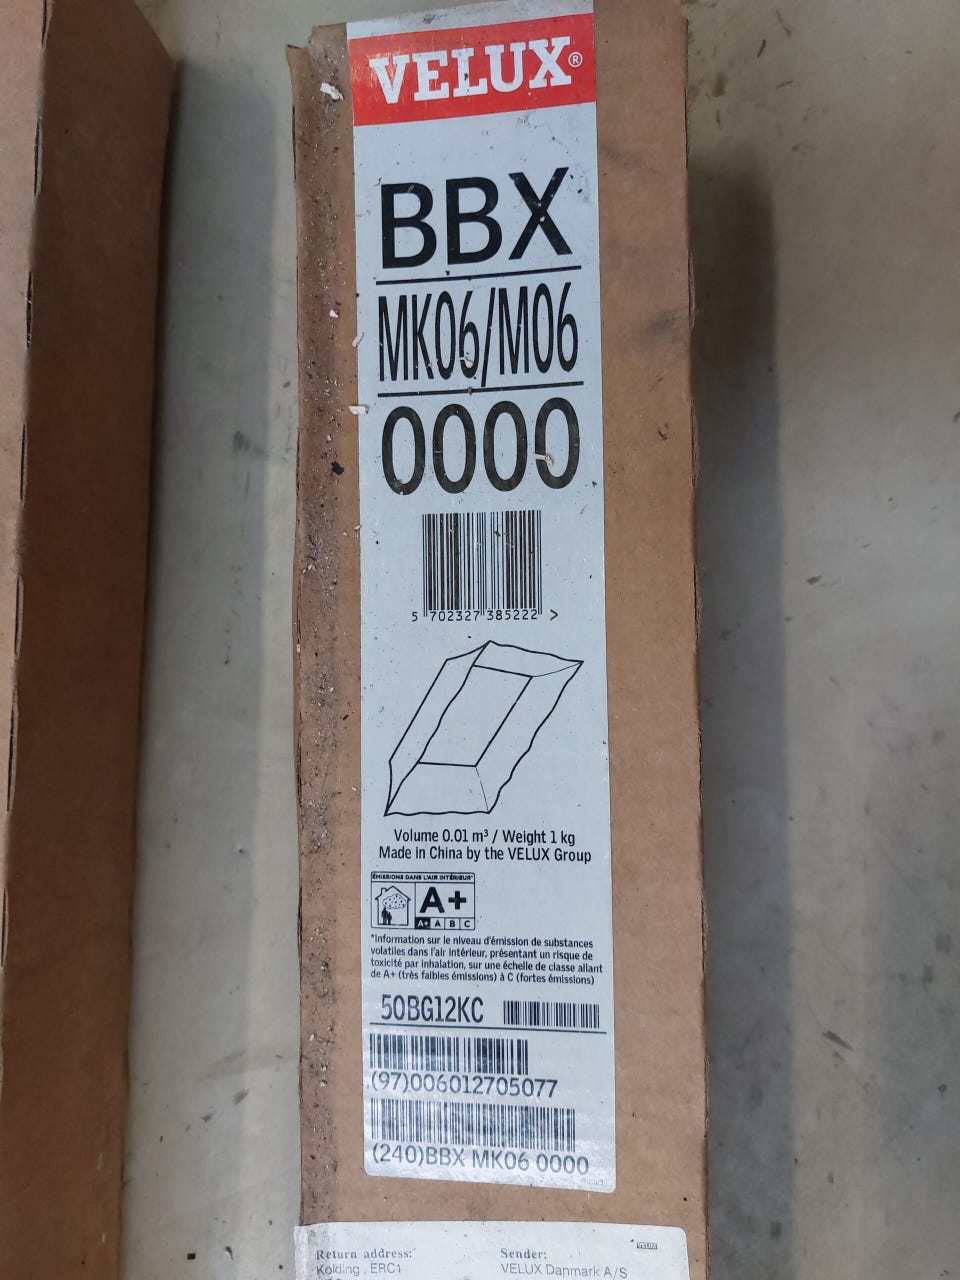 VELUX®
BBX
MK06/M06
0000
5 702327 385222 >
Volume 0.01 m³ / Weight 1 kg
Made in China by the VELUX Group
ÉMISSIONS DANS L'AIR INTÉRIEUR*
A+
A+ A B C
*Information sur le niveau d'émission de substances
volatiles dans l'air intérieur, présentant un risque de
toxicité par inhalation, sur une échelle de classe allant
de A+ (très faibles émissions) à C (fortes émissions)
50BG12KC
(97)006012705077
(240)BBX MK06 0000
VELUX
Return address: Sender:
Kolding , ERC1 VELUX Danmark A/S